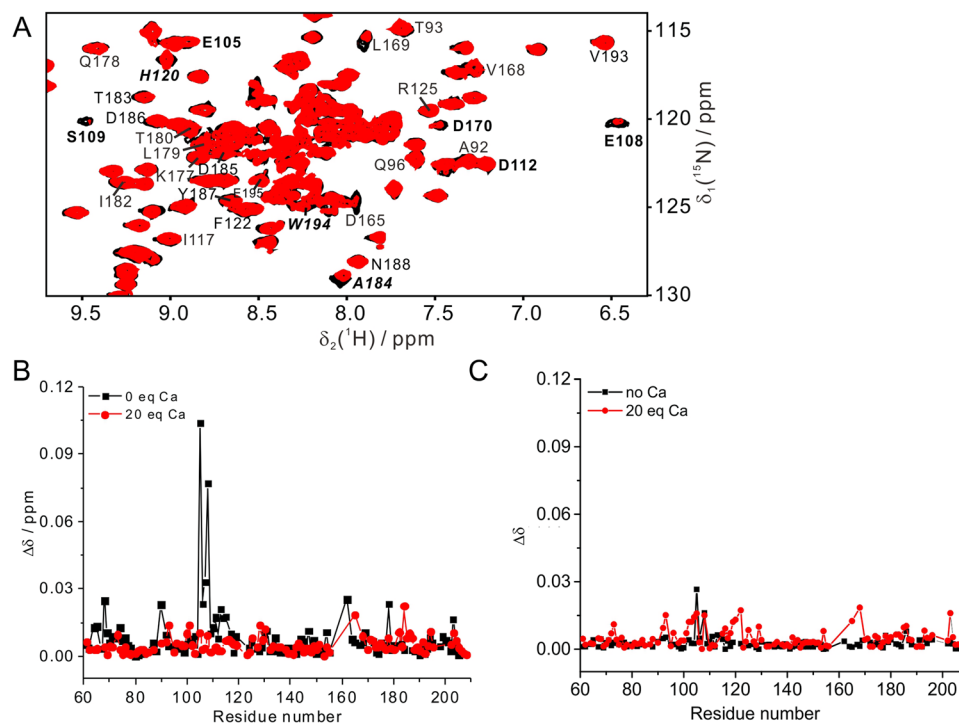 A
T93
115
L169
E105
Q178
V193
H120
V168
R125
T183
D186
120
S109
T180
D170
E108
L179
A92
K177
D185
Q96
D112
Y187
E195
I182
125
F122
W194
D165
I117
N188
A184
130
9.5 9.0 8.5 8.0 7.5 7.0 6.5
δ₂(¹H) / ppm
δ₁(¹⁵N) / ppm
B
0.12
0 eq Ca
20 eq Ca
0.09
0.06
0.03
0.00
Δδ / ppm
60 80 100 120 140 160 180 200
Residue number
C
0.12
no Ca
20 eq Ca
0.09
0.06
0.03
0.00
Δδ
60 80 100 120 140 160 180 200
Residue number